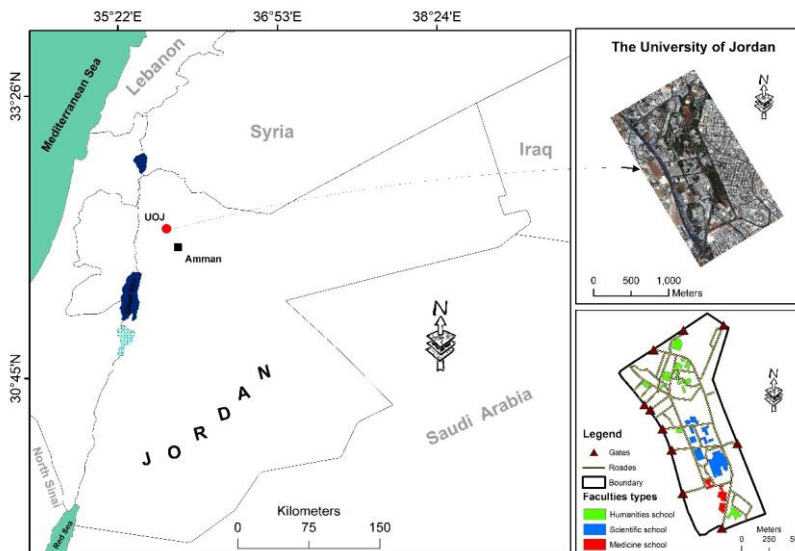 35°22'E
36°53'E
38°24'E
33°26'N
30°45'N
Mediterranean Sea
Lebanon
Syria
Iraq
UOJ
Amman
JORDAN
Saudi Arabia
North Sinai
Red Sea
N
Kilometers
0 75 150
The University of Jordan
N
0 500 1,000
Meters
N
Legend
Gates
Roades
Boundary
Faculties types
Humanities school
Scientific school
Medicine school
0 250
Meters